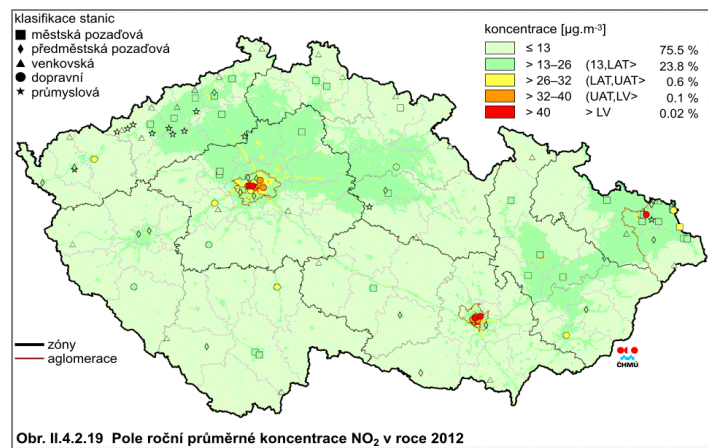 klasifikace stanic
městská pozaďová
předměstská pozaďová
venkovská
dopravní
průmyslová
koncentrace [µg.m-3]
≤ 13 75.5 %
> 13–26 (13,LAT> 23.8 %
> 26–32 (LAT,UAT> 0.6 %
> 32–40 (UAT,LV> 0.1 %
> 40 > LV 0.02 %
zóny
aglomerace
ČHMÚ
Obr. II.4.2.19 Pole roční průměrné koncentrace NO2 v roce 2012